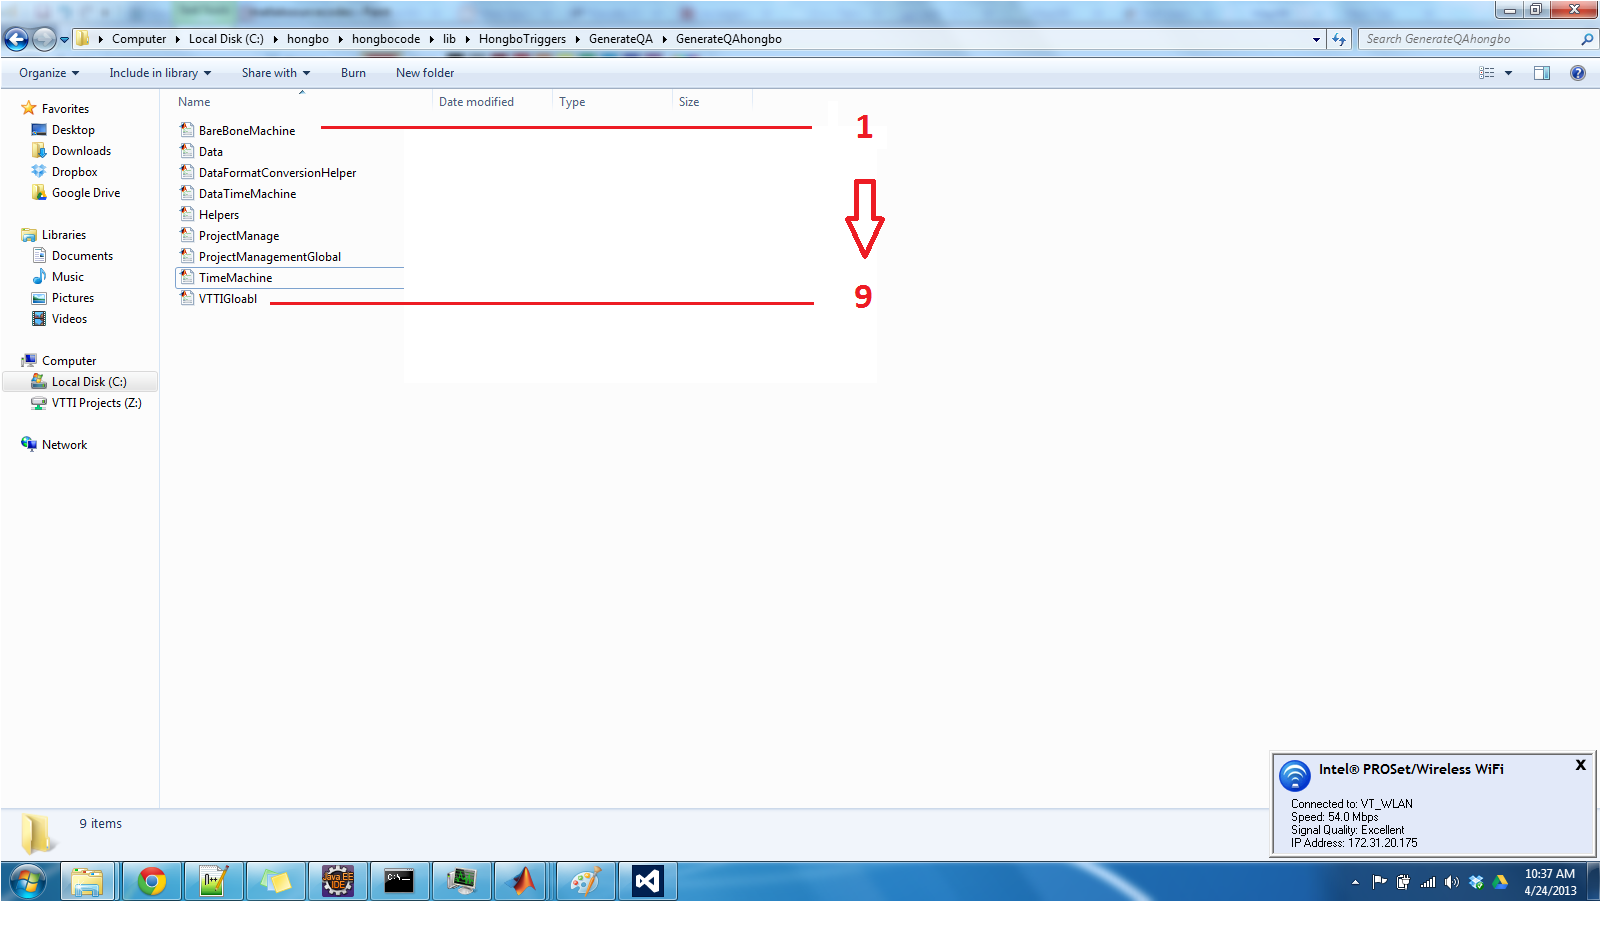 Computer Local Disk (C:) hongbo hongbocode lib HongboTriggers GenerateQA GenerateQAhongbo
Search GenerateQAhongbo
Organize Include in library Share with Burn New folder
Name Date modified Type Size
Favorites
Desktop
Downloads
Dropbox
Google Drive
Libraries
Documents
Music
Pictures
Videos
Computer
Local Disk (C:)
VTTI Projects (Z:)
Network
BareBoneMachine
Data
DataFormatConversionHelper
DataTimeMachine
Helpers
ProjectManage
ProjectManagementGlobal
TimeMachine
VTTIGloabl
1
9
9 items
Intel® PROSet/Wireless WiFi
X
Connected to: VT_WLAN
Speed: 54.0 Mbps
Signal Quality: Excellent
IP Address: 172.31.20.175
Java EE
IDE
C:\_
10:37 AM
4/24/2013